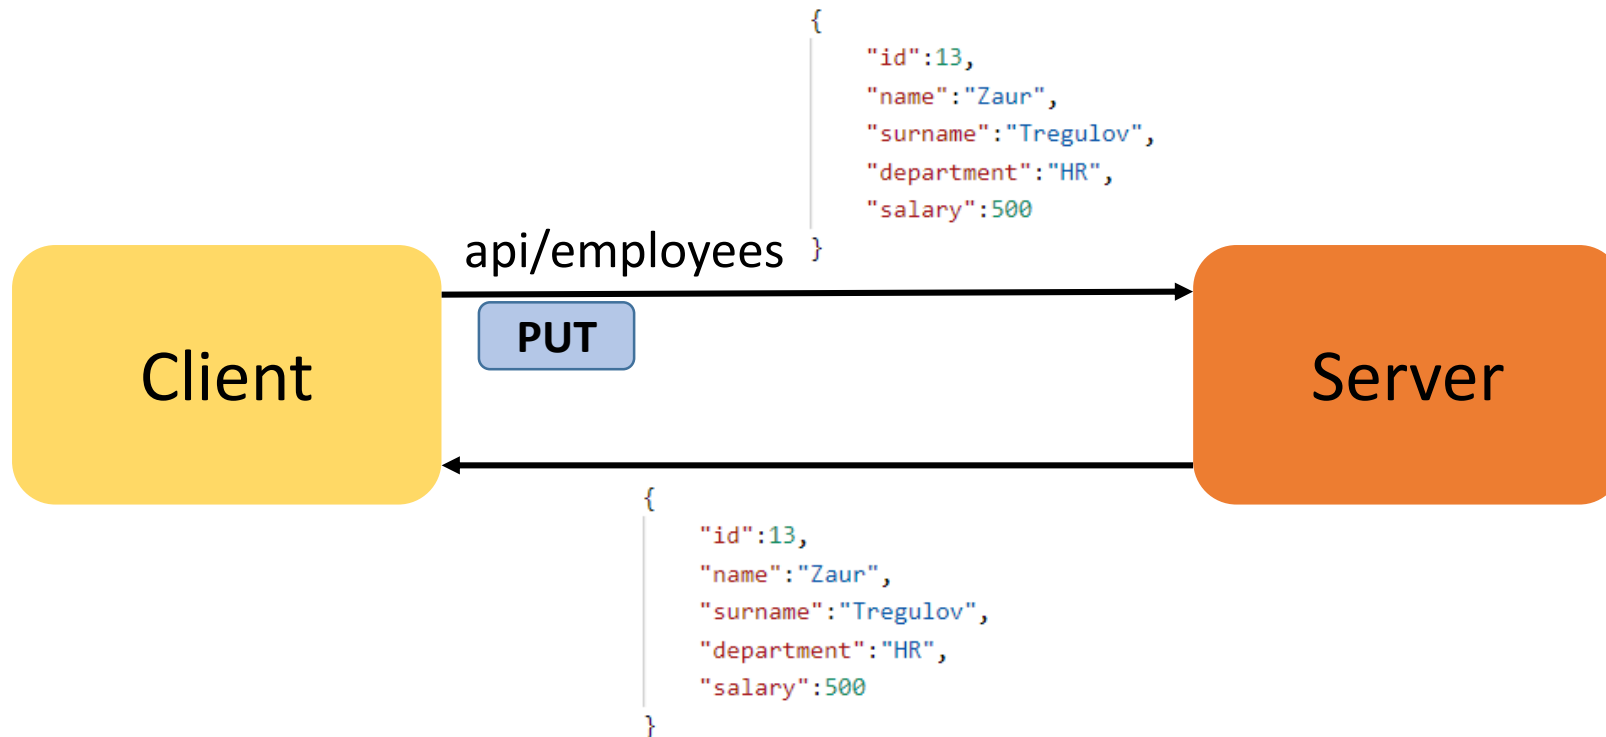 {
"id":13,
"name":"Zaur",
"surname":"Tregulov",
"department":"HR",
"salary":500
}
api/employees
PUT
Client
Server
{
"id":13,
"name":"Zaur",
"surname":"Tregulov",
"department":"HR",
"salary":500
}